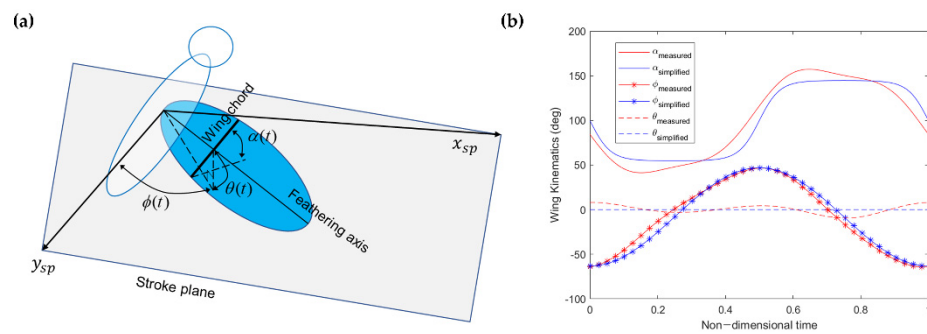 (a)
Wing chord
α(t)
x_sp
θ(t)
ϕ(t)
Feathering axis
y_sp
Stroke plane
(b)
200
150
100
50
0
-50
-100
Wing Kinematics (deg)
α_measured
α_simplified
ϕ_measured
ϕ_simplified
θ_measured
θ_simplified
0
0.2
0.4
0.6
0.8
1
Non-dimensional time